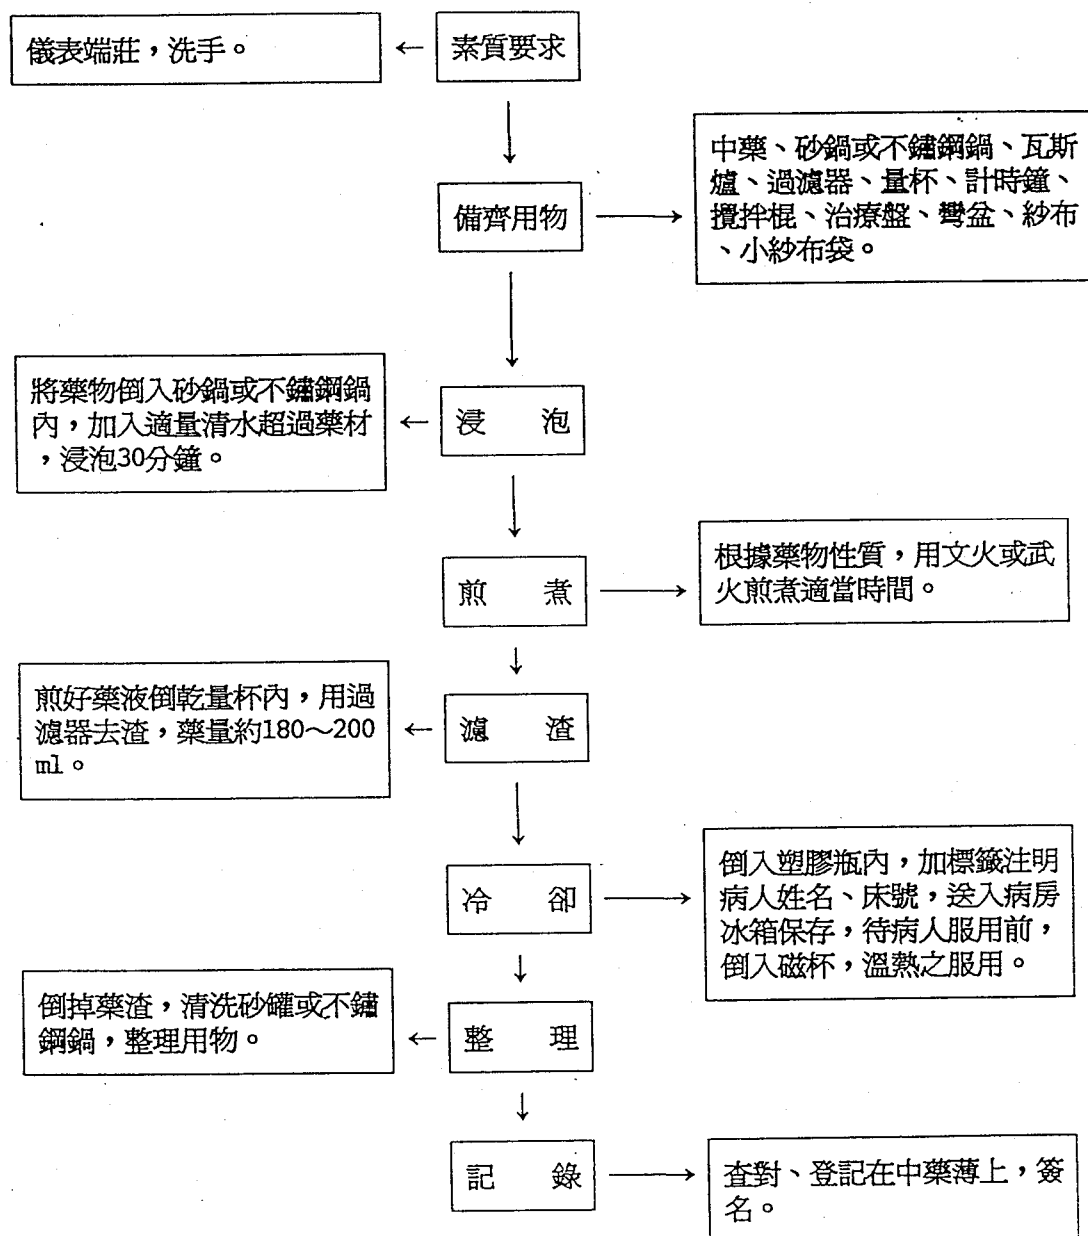 素質要求
儀表端莊，洗手。
備齊用物
中藥、砂鍋或不鏽鋼鍋、瓦斯
爐、過濾器、量杯、計時鐘、
攪拌棍、治療盤、彎盆、紗布
、小紗布袋。
浸　泡
將藥物倒入砂鍋或不鏽鋼鍋
內，加入適量清水超過藥材
，浸泡30分鐘。
煎　煮
根據藥物性質，用文火或武
火煎煮適當時間。
濾　渣
煎好藥液倒乾量杯內，用過
濾器去渣，藥量約180～200
ml。
冷　卻
倒入塑膠瓶內，加標籤注明
病人姓名、床號，送入病房
冰箱保存，待病人服用前，
倒入磁杯，溫熱之服用。
整　理
倒掉藥渣，清洗砂罐或不鏽
鋼鍋，整理用物。
記　錄
查對、登記在中藥薄上，簽
名。